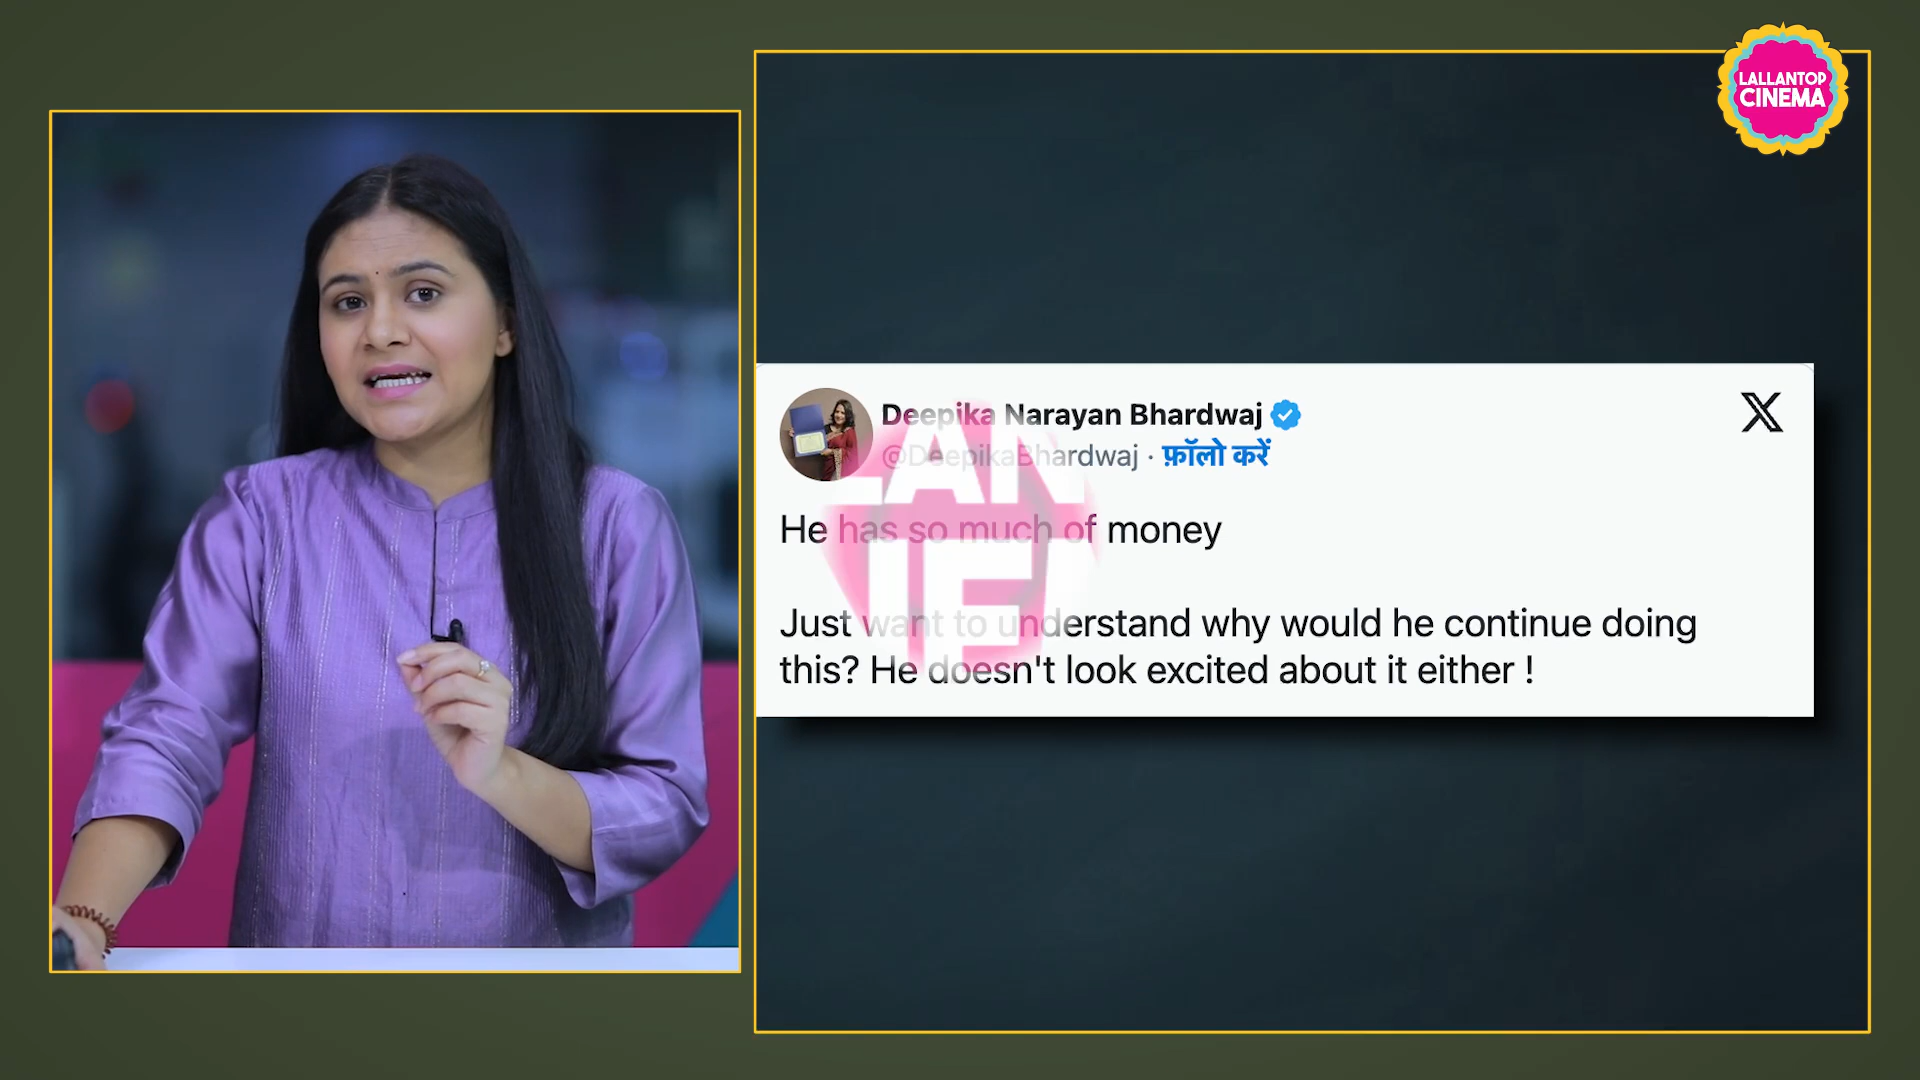 LALLANTOP
CINEMA
Deepika Narayan Bhardwaj
@DeepikaBhardwaj · फ़ॉलो करें
He has so much of money
Just want to understand why would he continue doing
this? He doesn't look excited about it either !